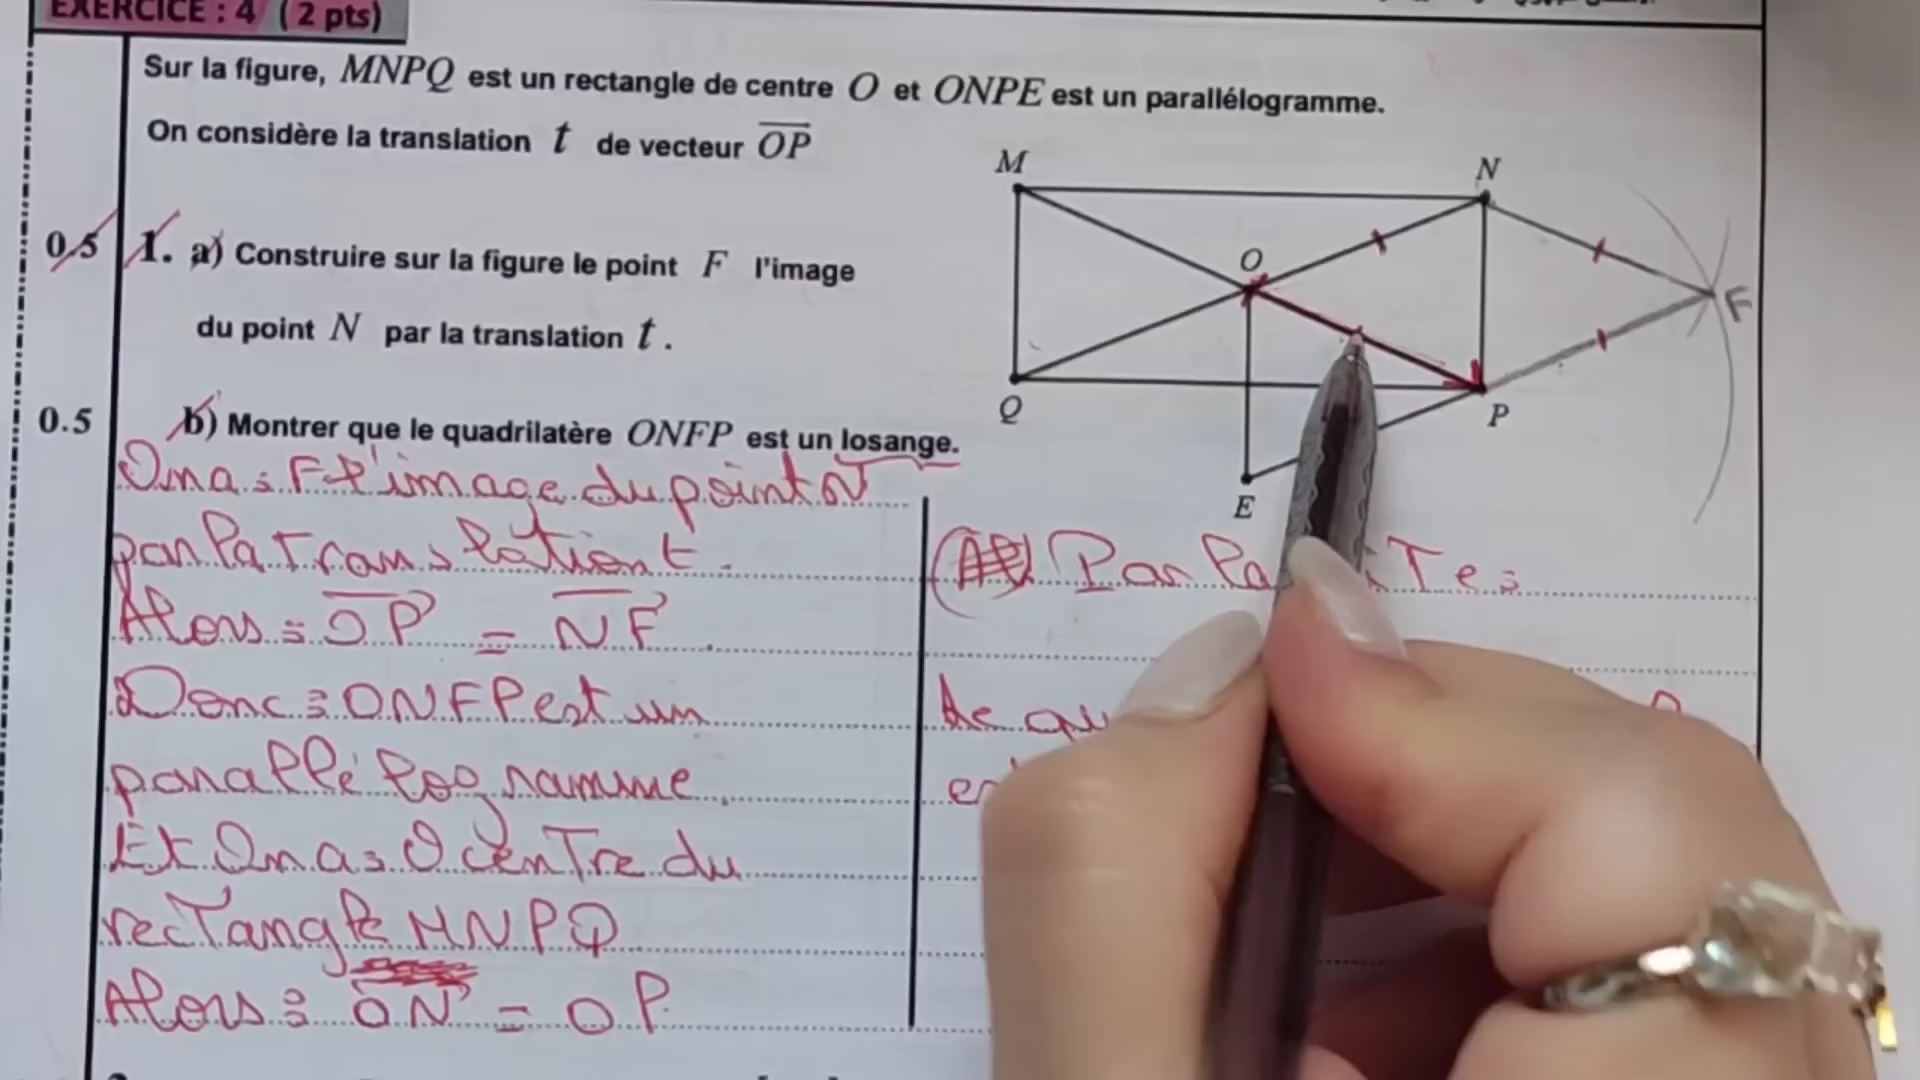 EXERCICE : 4 (2 pts)
Sur la figure, MNPQ est un rectangle de centre O et ONPE est un parallélogramme.
On considère la translation t de vecteur OP
M
N
0.5 1. a) Construire sur la figure le point F l'image
O
F
du point N par la translation t.
0.5 b) Montrer que le quadrilatère ONFP est un losange.
Q
P
E
On a : F l'image du point N
par la Translation t.
Alors : OP = NF.
Donc : ONFP est un
parallélogramme.
Et On a : O centre du
recTangle MNPQ
Alors : ON = OP
Par la